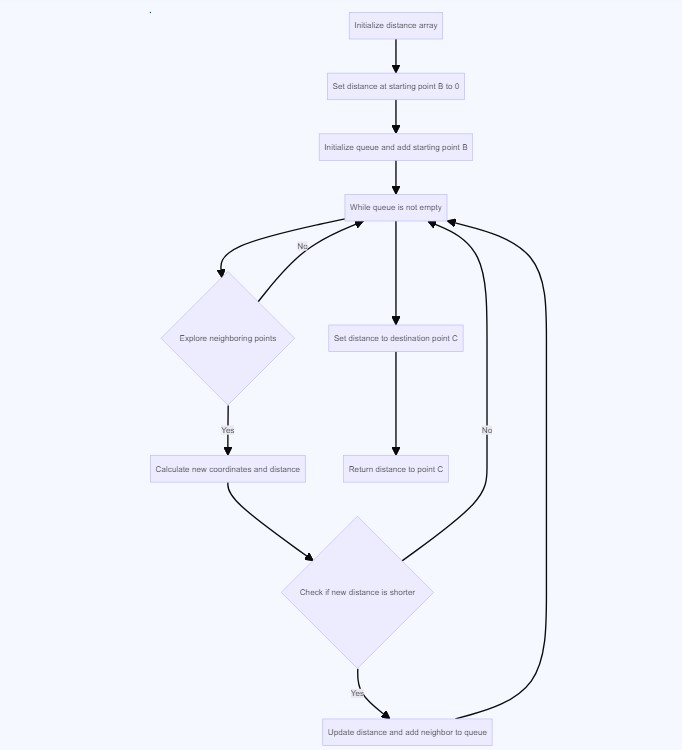 Initialize distance array
Set distance at starting point B to 0
Initialize queue and add starting point B
While queue is not empty
No
Explore neighboring points
Set distance to destination point C
Yes
No
Calculate new coordinates and distance
Return distance to point C
Check if new distance is shorter
Yes
Update distance and add neighbor to queue